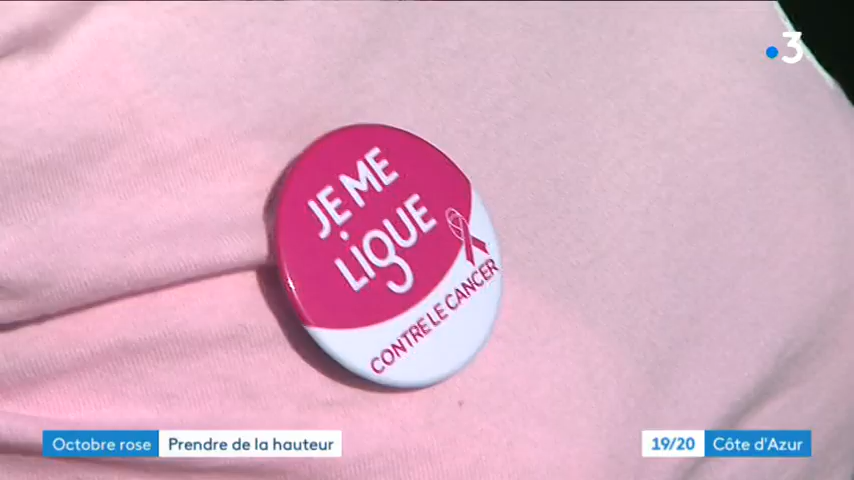 3
JE ME
LIGUE
CONTRE LE CANCER
Octobre rose Prendre de la hauteur
19/20 Côte d'Azur